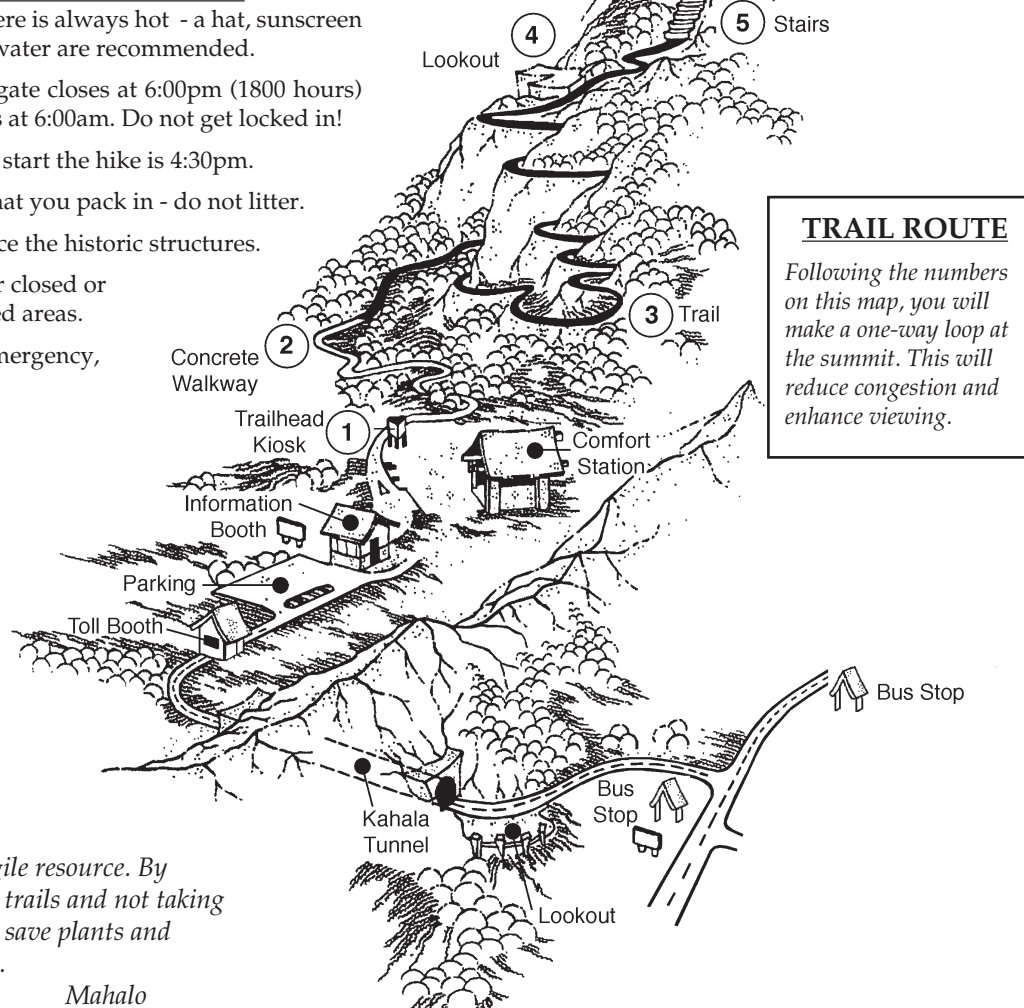 ere is always hot - a hat, sunscreen
water are recommended.
gate closes at 6:00pm (1800 hours)
s at 6:00am. Do not get locked in!
start the hike is 4:30pm.
hat you pack in - do not litter.
ce the historic structures.
r closed or
ed areas.
mergency,
4
Lookout
5 Stairs
3 Trail
2
Concrete
Walkway
TRAIL ROUTE
Following the numbers
on this map, you will
make a one-way loop at
the summit. This will
reduce congestion and
enhance viewing.
Trailhead
Kiosk
1
Comfort
Station
Information
Booth
Parking
Toll Booth
Bus Stop
Bus
Stop
Kahala
Tunnel
Lookout
gile resource. By
trails and not taking
save plants and
.
Mahalo